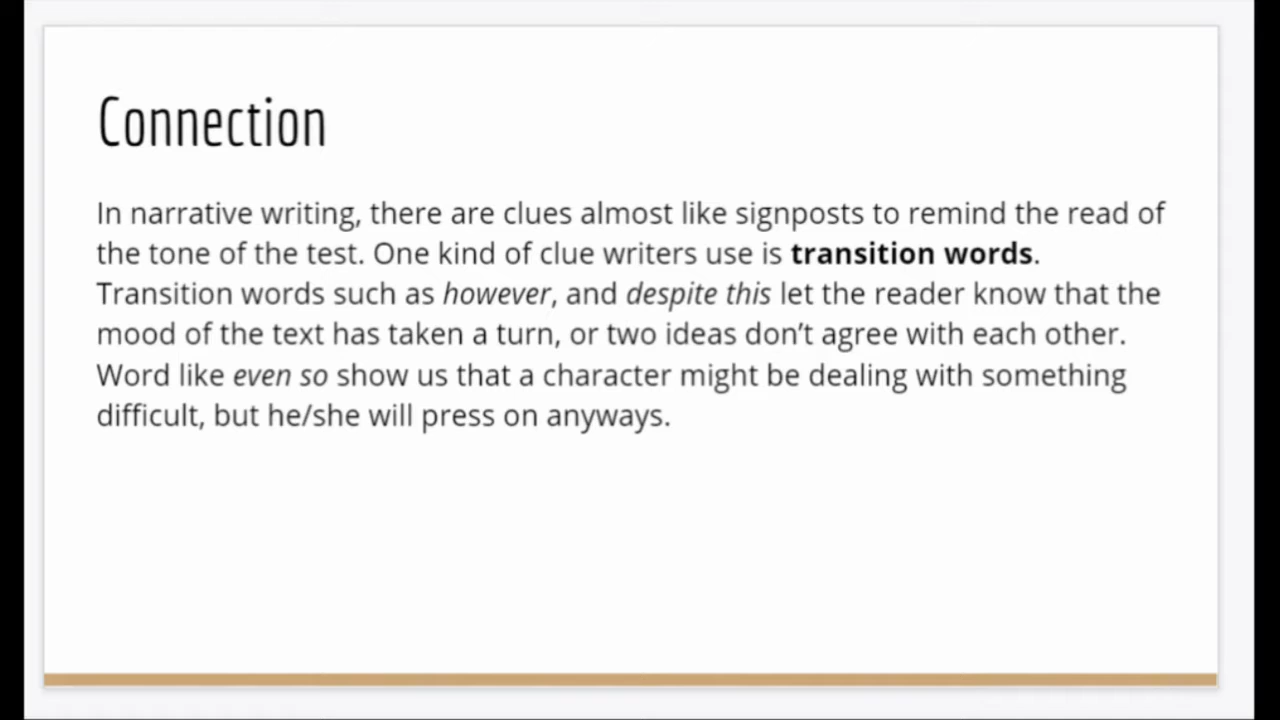 Connection
In narrative writing, there are clues almost like signposts to remind the read of
the tone of the test. One kind of clue writers use is transition words.
Transition words such as however, and despite this let the reader know that the
mood of the text has taken a turn, or two ideas don’t agree with each other.
Word like even so show us that a character might be dealing with something
difficult, but he/she will press on anyways.